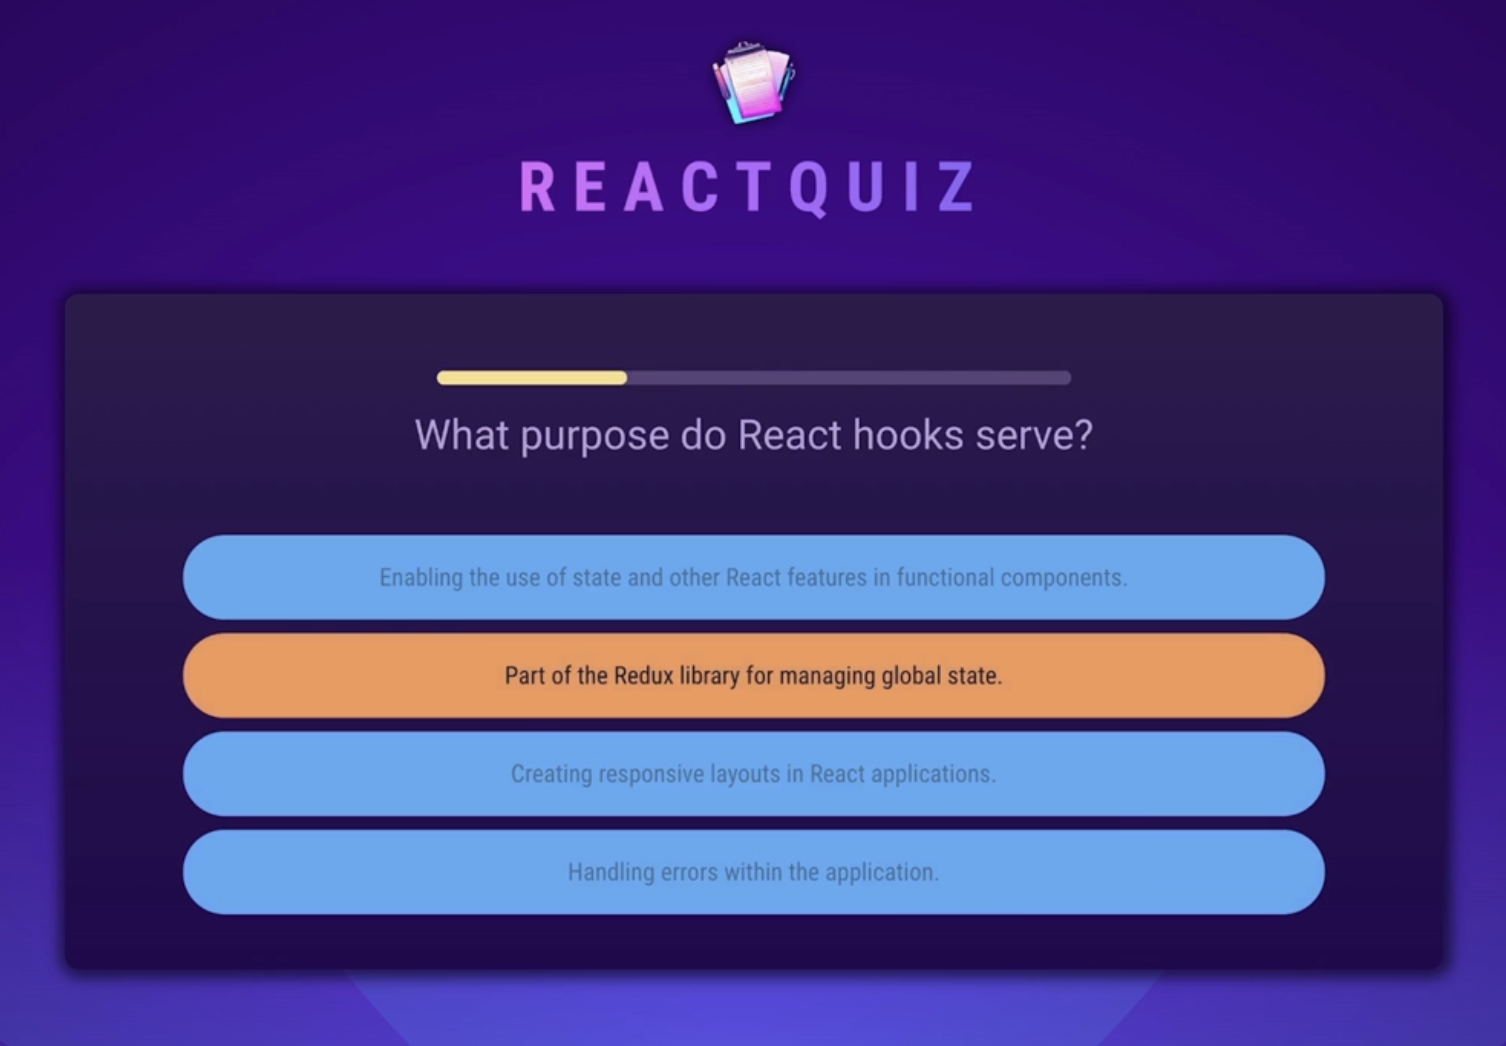 REACTQUIZ
What purpose do React hooks serve?
Enabling the use of state and other React features in functional components.
Part of the Redux library for managing global state.
Creating responsive layouts in React applications.
Handling errors within the application.